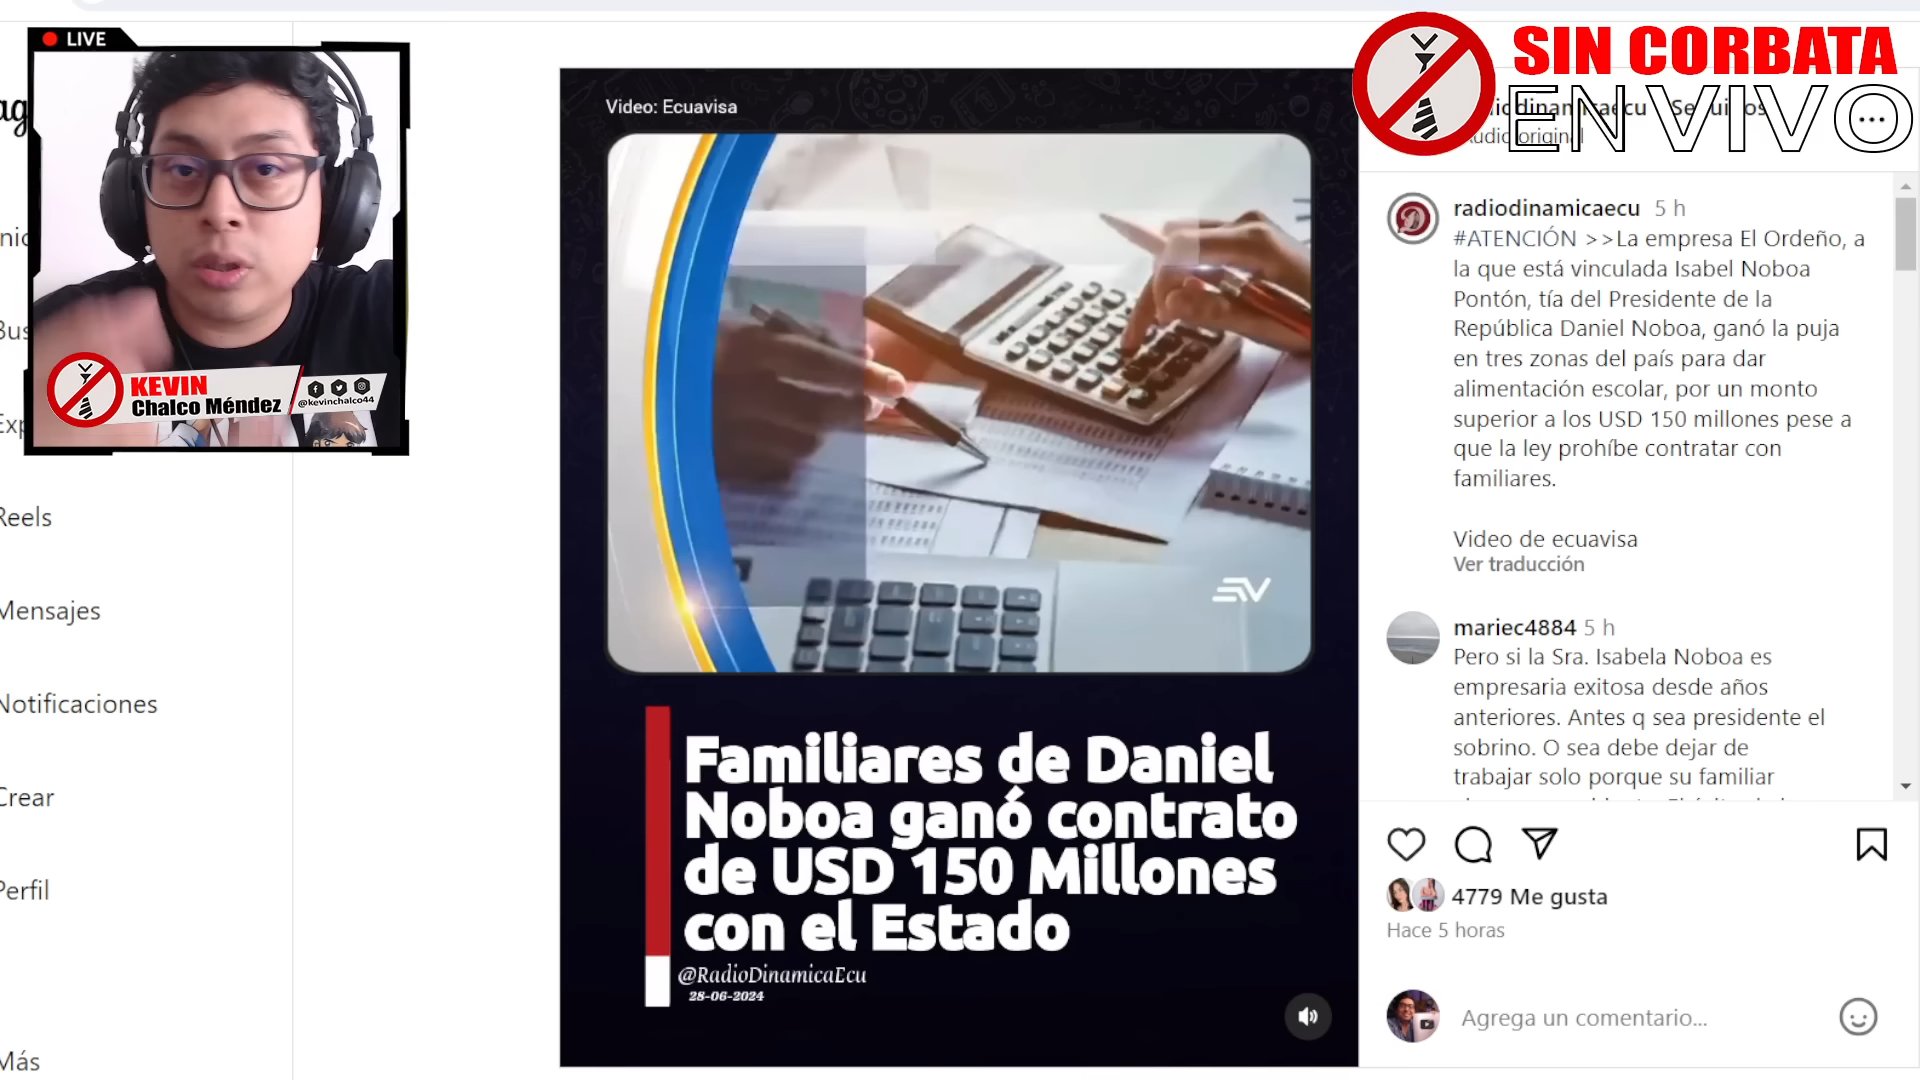 LIVE
KEVIN
Chalco Méndez
@kevinchalco44
Reels
Mensajes
Notificaciones
Crear
Perfil
Más
Video: Ecuavisa
Familiares de Daniel
Noboa ganó contrato
de USD 150 Millones
con el Estado
@RadioDinamicaEcu
28-06-2024
SIN CORBATA
EN VIVO
radiodinamicaecu 5 h
#ATENCIÓN >>La empresa El Ordeño, a
la que está vinculada Isabel Noboa
Pontón, tía del Presidente de la
República Daniel Noboa, ganó la puja
en tres zonas del país para dar
alimentación escolar, por un monto
superior a los USD 150 millones pese a
que la ley prohíbe contratar con
familiares.
Video de ecuavisa
Ver traducción
mariec4884 5 h
Pero si la Sra. Isabela Noboa es
empresaria exitosa desde años
anteriores. Antes q sea presidente el
sobrino. O sea debe dejar de
trabajar solo porque su familiar
4779 Me gusta
Hace 5 horas
Agrega un comentario...